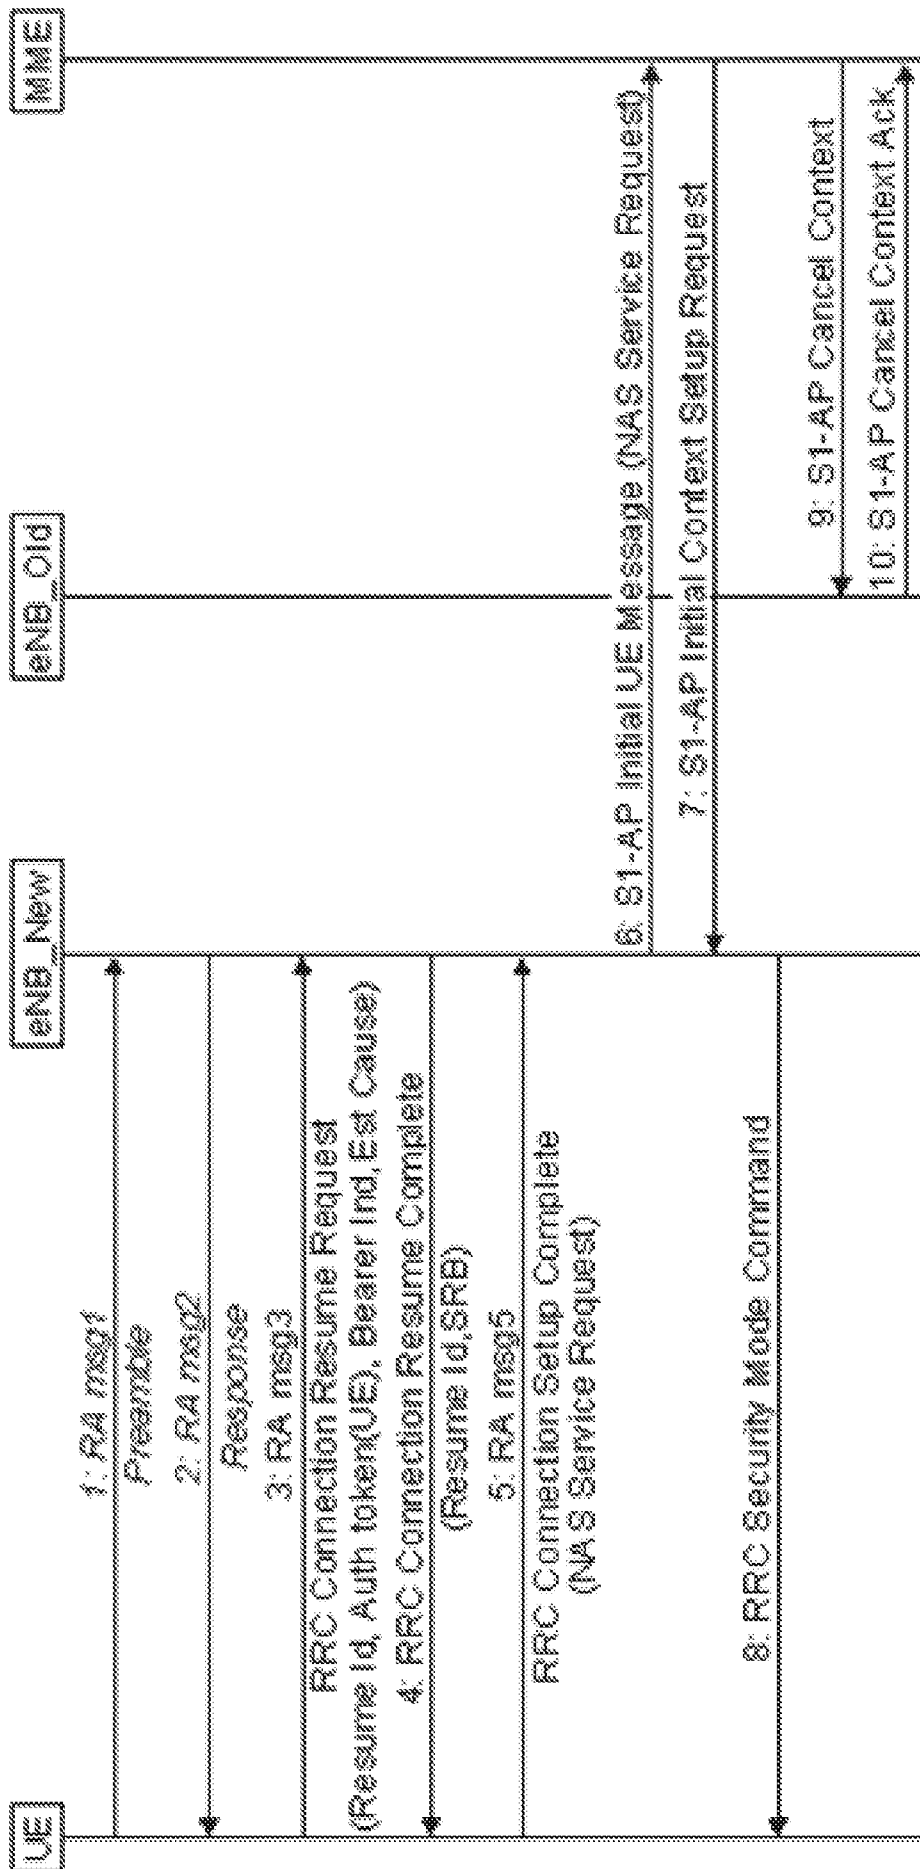 UE
eNB_New
eNB_Old
MME
1: RA msg1
Preamble
2: RA msg2
Response
3: RA msg3
RRC Connection Resume Request
(Resume Id, Auth token(UE), Bearer Ind,Est Cause)
4: RRC Connection Resume Complete
(Resume Id,SRB)
5: RA msg5
RRC Connection Setup Complete
(NAS Service Request)
6: S1-AP Initial UE Message (NAS Service Request)
7: S1-AP Initial Context Setup Request
8: RRC Security Mode Command
9: S1-AP Cancel Context
10: S1-AP Cancel Context Ack